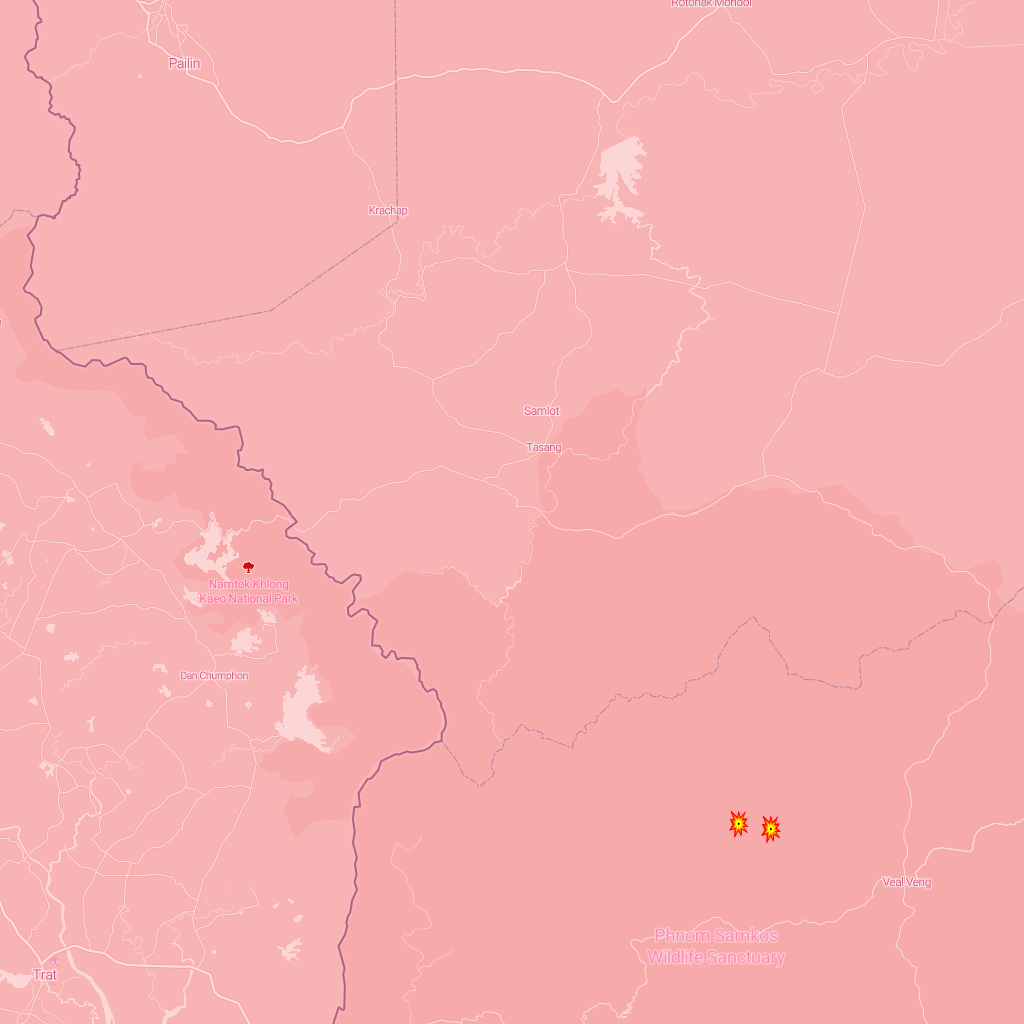 Rotonak Mondol
Pailin
Krachap
Samlot
Tasang
Namtok Khlong
Kaeo National Park
Dan Chumphon
Veal Veng
Phnom Samkos
Wildlife Sanctuary
Trat